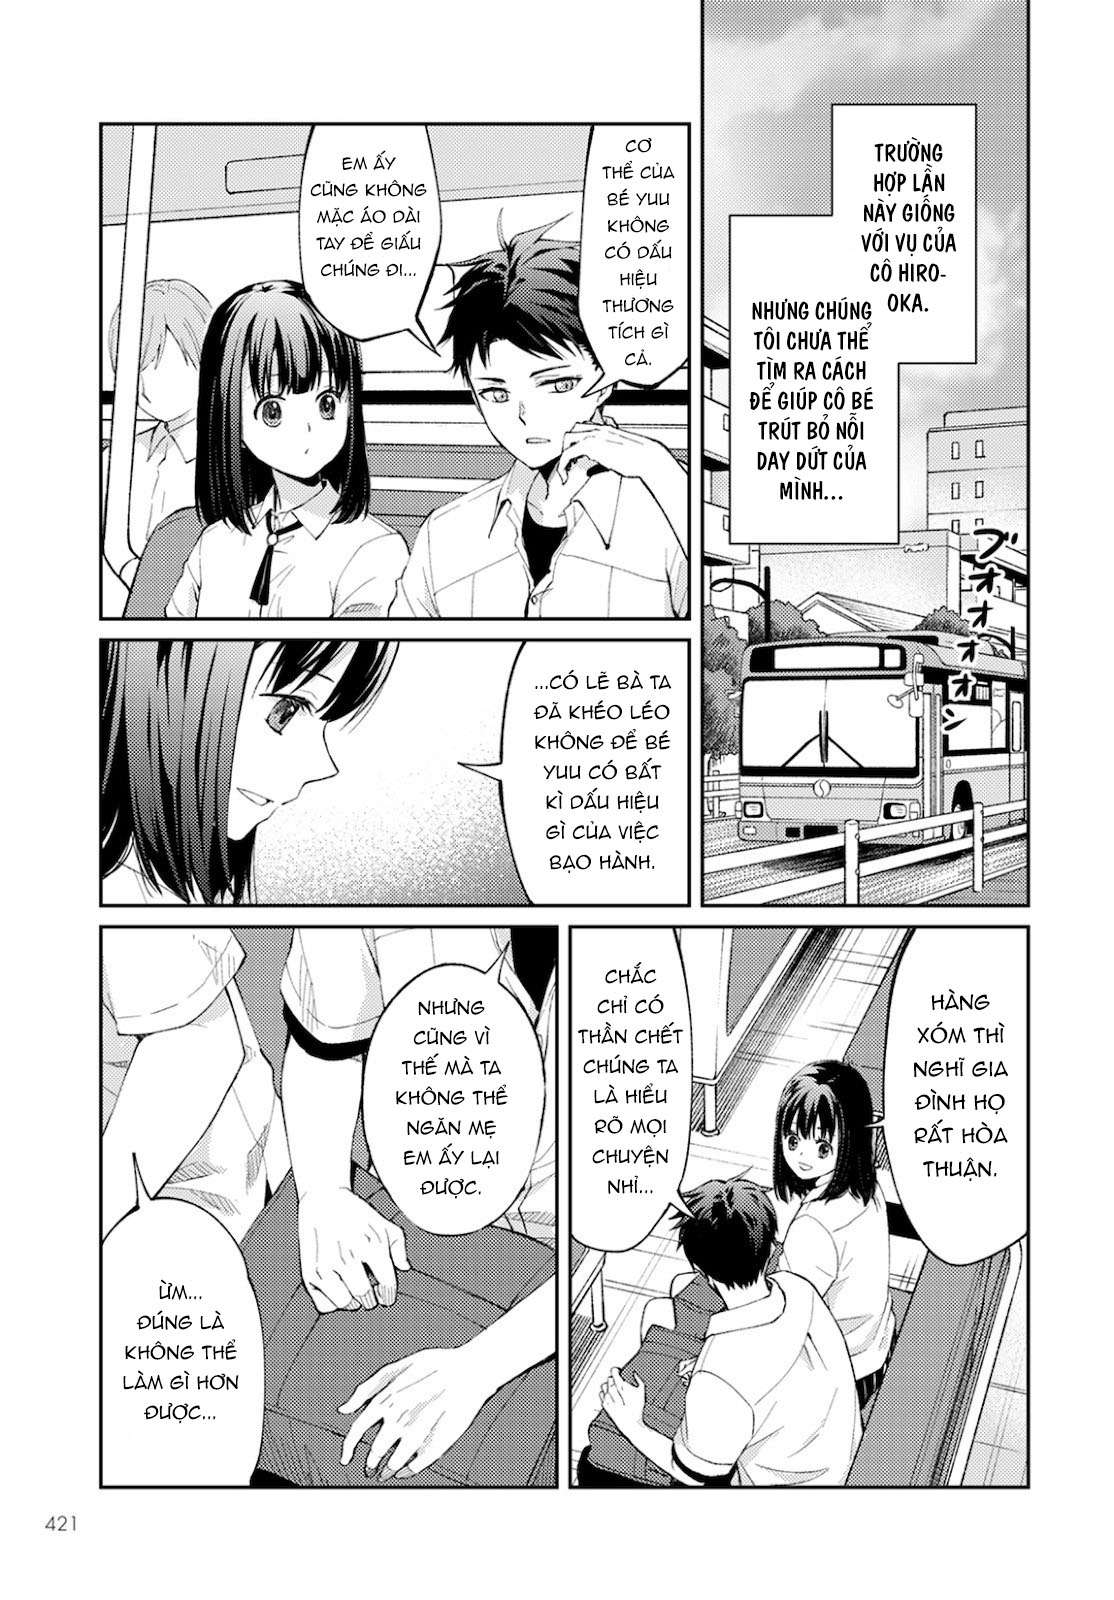 TRƯỜNG
HỢP LẦN
NÀY GIỐNG
VỚI VỤ CỦA
CÔ HIRO-
OKA.
NHƯNG CHÚNG
TÔI CHƯA THỂ
TÌM RA CÁCH
ĐỂ GIÚP CÔ BÉ
TRÚT BỎ NỖI
DAY DỨT CỦA
MÌNH...
ブオオオオン
CƠ
THỂ CỦA
BÉ YUU
KHÔNG
CÓ DẤU
HIỆU
THƯƠNG
TÍCH GÌ
CẢ.
EM ẤY
CŨNG KHÔNG
MẶC ÁO DÀI
TAY ĐỂ GIẤU
CHÚNG ĐI...
...CÓ LẼ BÀ TA
ĐÃ KHÉO LÉO
KHÔNG ĐỂ BÉ
YUU CÓ BẤT
KÌ DẤU HIỆU
GÌ CỦA VIỆC
BẠO HÀNH.
HÀNG
XÓM THÌ
NGHĨ GIA
ĐÌNH HỌ
RẤT HÒA
THUẬN.
CHẮC
CHỈ CÓ
THẦN CHẾT
CHÚNG TA
LÀ HIỂU
RÕ MỌI
CHUYỆN
NHỈ...
NHƯNG
CŨNG VÌ
THẾ MÀ TA
KHÔNG THỂ
NGĂN MẸ
EM ẤY LẠI
ĐƯỢC.
ỪM...
ĐÚNG LÀ
KHÔNG THỂ
LÀM GÌ HƠN
ĐƯỢC...
421